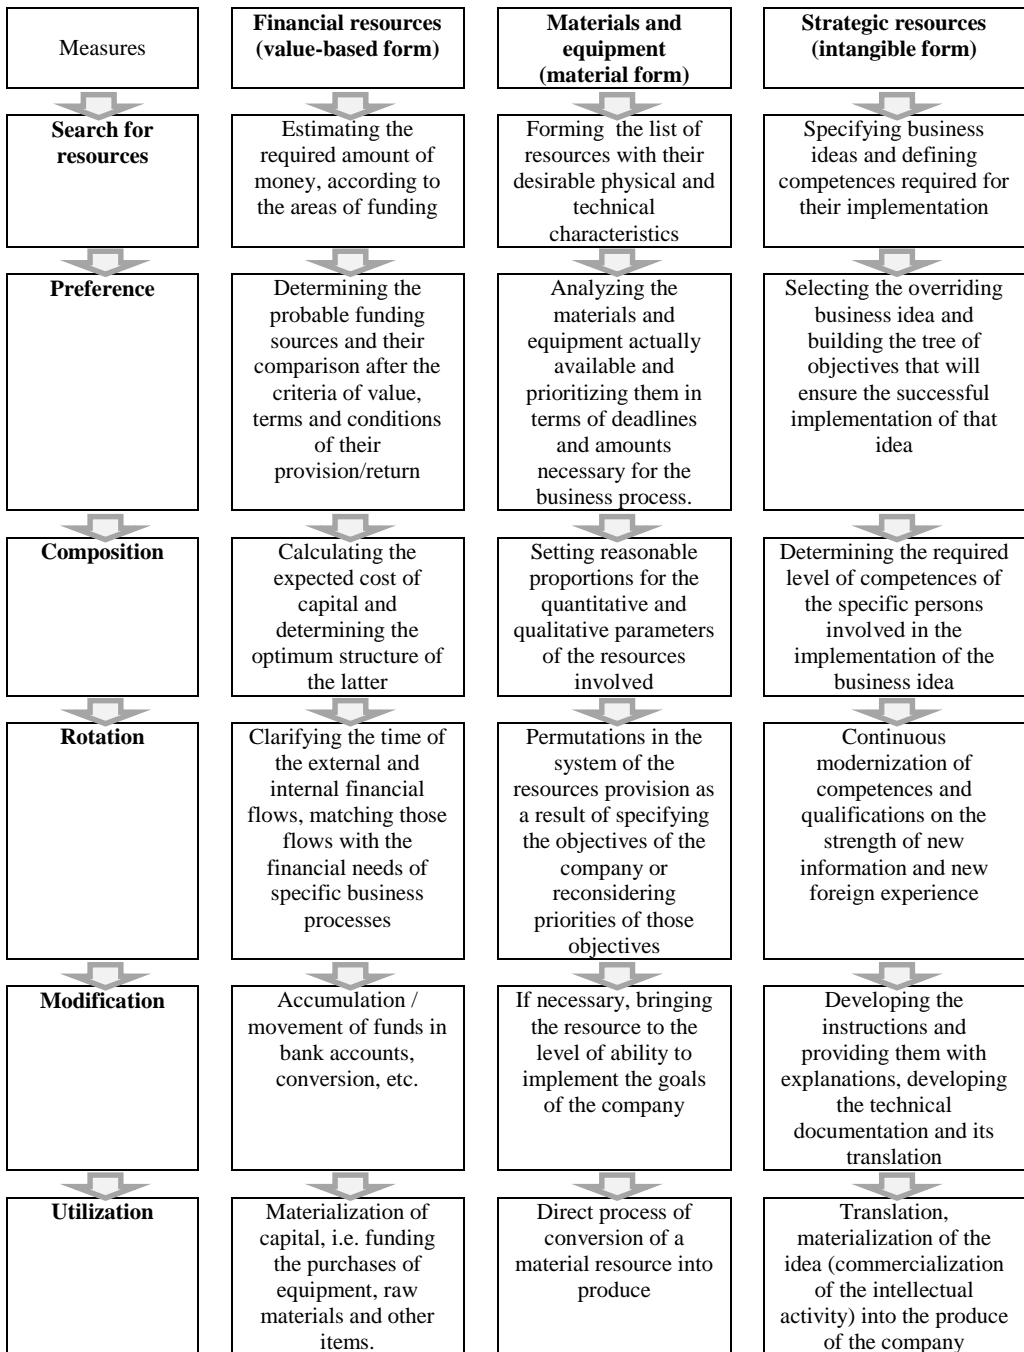 Measures
Financial resources
(value-based form)
Materials and
equipment
(material form)
Strategic resources
(intangible form)
Search for
resources
Estimating the
required amount of
money, according to
the areas of funding
Forming the list of
resources with their
desirable physical and
technical
characteristics
Specifying business
ideas and defining
competences required for
their implementation
Preference
Determining the
probable funding
sources and their
comparison after the
criteria of value,
terms and conditions
of their
provision/return
Analyzing the
materials and
equipment actually
available and
prioritizing them in
terms of deadlines
and amounts
necessary for the
business process.
Selecting the overriding
business idea and
building the tree of
objectives that will
ensure the successful
implementation of that
idea
Composition
Calculating the
expected cost of
capital and
determining the
optimum structure of
the latter
Setting reasonable
proportions for the
quantitative and
qualitative parameters
of the resources
involved
Determining the required
level of competences of
the specific persons
involved in the
implementation of the
business idea
Rotation
Clarifying the time of
the external and
internal financial
flows, matching those
flows with the
financial needs of
specific business
processes
Permutations in the
system of the
resources provision as
a result of specifying
the objectives of the
company or
reconsidering
priorities of those
objectives
Continuous
modernization of
competences and
qualifications on the
strength of new
information and new
foreign experience
Modification
Accumulation /
movement of funds in
bank accounts,
conversion, etc.
If necessary, bringing
the resource to the
level of ability to
implement the goals
of the company
Developing the
instructions and
providing them with
explanations, developing
the technical
documentation and its
translation
Utilization
Materialization of
capital, i.e. funding
the purchases of
equipment, raw
materials and other
items.
Direct process of
conversion of a
material resource into
produce
Translation,
materialization of the
idea (commercialization
of the intellectual
activity) into the produce
of the company